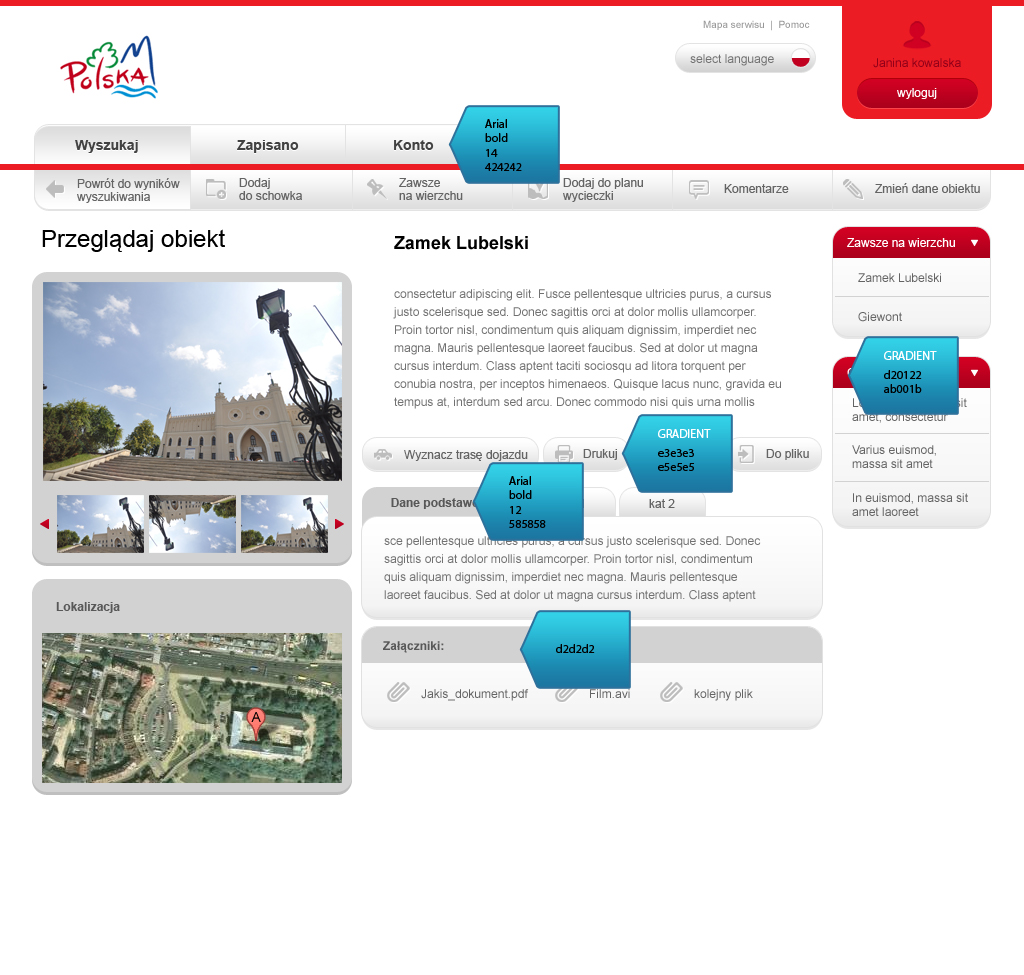 Mapa serwisu | Pomoc
POLSKA
select language
Janina kowalska
wyloguj
Wyszukaj
Zapisano
Konto
Arial
bold
14
424242
Powrót do wyników
wyszukiwania
Dodaj
do schowka
Zawsze
na wierzchu
Dodaj do planu
wycieczki
Komentarze
Zmień dane obiektu
Przeglądaj obiekt
Zamek Lubelski
consectetur adipiscing elit. Fusce pellentesque ultricies purus, a cursus
justo scelerisque sed. Donec sagittis orci at dolor mollis ullamcorper.
Proin tortor nisl, condimentum quis aliquam dignissim, imperdiet nec
magna. Mauris pellentesque laoreet faucibus. Sed at dolor ut magna
cursus interdum. Class aptent taciti sociosqu ad litora torquent per
conubia nostra, per inceptos himenaeos. Quisque lacus nunc, gravida eu
tempus at, interdum sed arcu. Donec commodo nisi quis urna mollis
Zawsze na wierzchu
Zamek Lubelski
Giewont
GRADIENT
d20122
ab001b
sit
amet, consectetur
Varius euismod,
massa sit amet
In euismod, massa sit
amet laoreet
Wyznacz trasę dojazdu
Drukuj
GRADIENT
e3e3e3
e5e5e5
Do pliku
Arial
bold
12
585858
Dane
kat 2
sce pellentesque ultricies purus, a cursus justo scelerisque sed. Donec
sagittis orci at dolor mollis ullamcorper. Proin tortor nisl, condimentum
quis aliquam dignissim, imperdiet nec magna. Mauris pellentesque
laoreet faucibus. Sed at dolor ut magna cursus interdum. Class aptent
Lokalizacja
A
Załączniki:
d2d2d2
Jakis_dokument.pdf
Film.avi
kolejny plik